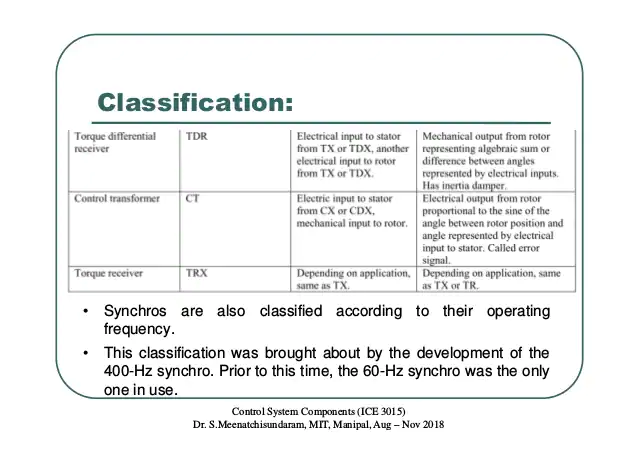 Classification:
Torque differential receiver TDR Electrical input to stator from TX or TDX, another electrical input to rotor from TX or TDX. Mechanical output from rotor representing algebraic sum or difference between angles represented by electrical inputs. Has inertia damper.
Control transformer CT Electric input to stator from CX or CDX, mechanical input to rotor. Electrical output from rotor proportional to the sine of the angle between rotor position and angle represented by electrical input to stator. Called error signal.
Torque receiver TRX Depending on application, same as TX. Depending on application, same as TX or TR.
• Synchros are also classified according to their operating
frequency.
• This classification was brought about by the development of the
400-Hz synchro. Prior to this time, the 60-Hz synchro was the only
one in use.
Control System Components (ICE 3015)
Dr. S.Meenatchisundaram, MIT, Manipal, Aug – Nov 2018